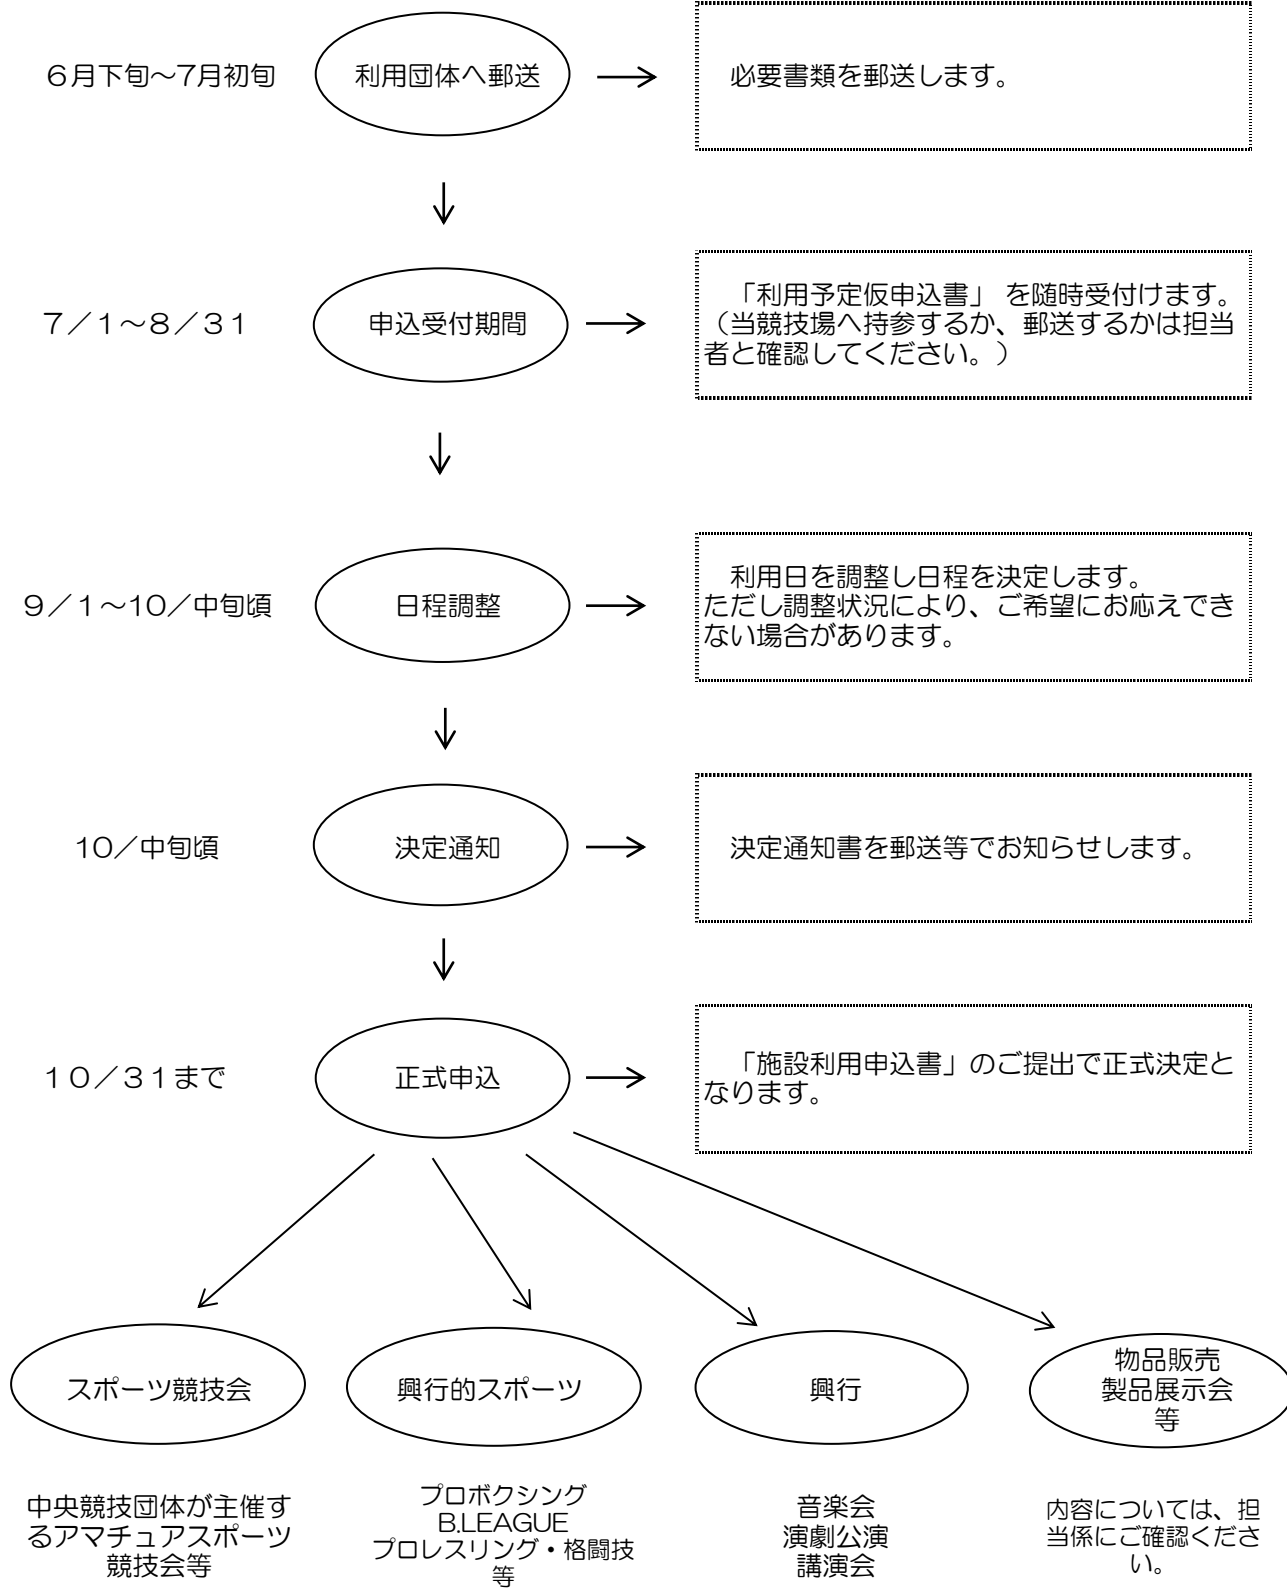 ６月下旬～7月初旬
利用団体へ郵送
必要書類を郵送します。
７／１～８／３１
申込受付期間
「利用予定仮申込書」 を随時受付けます。
（当競技場へ持参するか、郵送するかは担当
者と確認してください。）
９／１～10／中旬頃
日程調整
利用日を調整し日程を決定します。
ただし調整状況により、ご希望にお応えでき
ない場合があります。
10／中旬頃
決定通知
決定通知書を郵送等でお知らせします。
１０／３１まで
正式申込
「施設利用申込書」のご提出で正式決定と
なります。
スポーツ競技会
興行的スポーツ
興行
物品販売
製品展示会
等
中央競技団体が主催す
るアマチュアスポーツ
競技会等
プロボクシング
B.LEAGUE
プロレスリング・格闘技
等
音楽会
演劇公演
講演会
内容については、担
当係にご確認くださ
い。